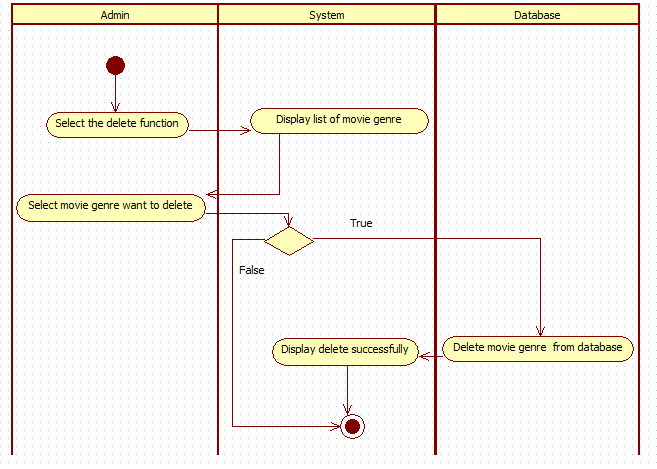 Admin
System
Database
Select the delete function
Display list of movie genre
Select movie genre want to delete
True
False
Display delete successfully
Delete movie genre  from database